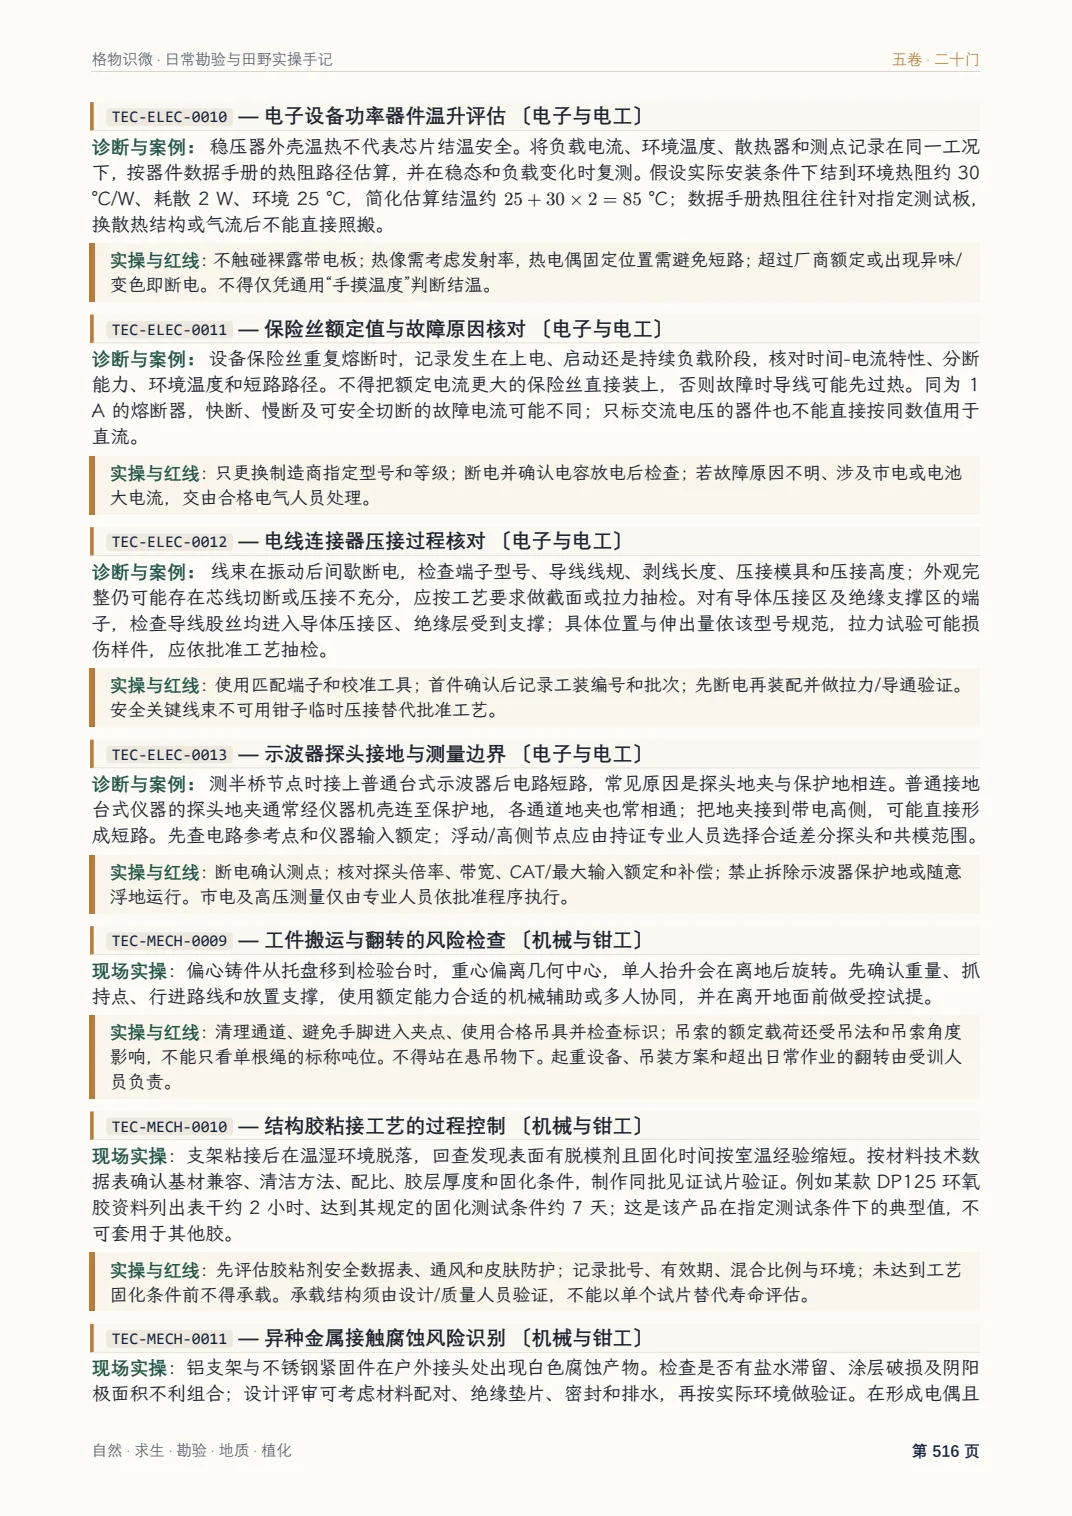 格物识微 · 日常勘验与田野实操手记
五卷 · 二十门
TEC-ELEC-0010 — 电子设备功率器件温升评估 〔电子与电工〕
诊断与案例： 稳压器外壳温热不代表芯片结温安全。将负载电流、环境温度、散热器和测点记录在同一工况
下，按器件数据手册的热阻路径估算，并在稳态和负载变化时复测。假设实际安装条件下结到环境热阻约 30
℃/W、耗散 2 W、环境 25 ℃，简化估算结温约 25 + 30 × 2 = 85 ℃；数据手册热阻往往针对指定测试板，
换散热结构或气流后不能直接照搬。
实操与红线：不触碰裸露带电板；热像需考虑发射率，热电偶固定位置需避免短路；超过厂商额定或出现异味/
变色即断电。不得仅凭通用“手摸温度”判断结温。
TEC-ELEC-0011 — 保险丝额定值与故障原因核对 〔电子与电工〕
诊断与案例： 设备保险丝重复熔断时，记录发生在上电、启动还是持续负载阶段，核对时间-电流特性、分断
能力、环境温度和短路路径。不得把额定电流更大的保险丝直接装上，否则故障时导线可能先过热。同为 1
A 的熔断器，快断、慢断及可安全切断的故障电流可能不同；只标交流电压的器件也不能直接按同数值用于
直流。
实操与红线：只更换制造商指定型号和等级；断电并确认电容放电后检查；若故障原因不明、涉及市电或电池
大电流，交由合格电气人员处理。
TEC-ELEC-0012 — 电线连接器压接过程核对 〔电子与电工〕
诊断与案例： 线束在振动后间歇断电，检查端子型号、导线线规、剥线长度、压接模具和压接高度；外观完
整仍可能存在芯线切断或压接不充分，应按工艺要求做截面或拉力抽检。对有导体压接区及绝缘支撑区的端
子，检查导线股丝均进入导体压接区、绝缘层受到支撑；具体位置与伸出量依该型号规范，拉力试验可能损
伤样件，应依批准工艺抽检。
实操与红线：使用匹配端子和校准工具；首件确认后记录工装编号和批次；先断电再装配并做拉力/导通验证。
安全关键线束不可用钳子临时压接替代批准工艺。
TEC-ELEC-0013 — 示波器探头接地与测量边界 〔电子与电工〕
诊断与案例： 测半桥节点时接上普通台式示波器后电路短路，常见原因是探头地夹与保护地相连。普通接地
台式仪器的探头地夹通常经仪器机壳连至保护地，各通道地夹也常相通；把地夹接到带电高侧，可能直接形
成短路。先查电路参考点和仪器输入额定；浮动/高侧节点应由持证专业人员选择合适差分探头和共模范围。
实操与红线：断电确认测点；核对探头倍率、带宽、CAT/最大输入额定和补偿；禁止拆除示波器保护地或随意
浮地运行。市电及高压测量仅由专业人员依批准程序执行。
TEC-MECH-0009 — 工件搬运与翻转的风险检查 〔机械与钳工〕
现场实操：偏心铸件从托盘移到检验台时，重心偏离几何中心，单人抬升会在离地后旋转。先确认重量、抓
持点、行进路线和放置支撑，使用额定能力合适的机械辅助或多人协同，并在离开地面前做受控试提。
实操与红线：清理通道、避免手脚进入夹点、使用合格吊具并检查标识；吊索的额定载荷还受吊法和吊索角度
影响，不能只看单根绳的标称吨位。不得站在悬吊物下。起重设备、吊装方案和超出日常作业的翻转由受训人
员负责。
TEC-MECH-0010 — 结构胶粘接工艺的过程控制 〔机械与钳工〕
现场实操：支架粘接后在温湿环境脱落，回查发现表面有脱模剂且固化时间按室温经验缩短。按材料技术数
据表确认基材兼容、清洁方法、配比、胶层厚度和固化条件，制作同批见证试片验证。例如某款 DP125 环氧
胶资料列出表干约 2 小时、达到其规定的固化测试条件约 7 天；这是该产品在指定测试条件下的典型值，不
可套用于其他胶。
实操与红线：先评估胶粘剂安全数据表、通风和皮肤防护；记录批号、有效期、混合比例与环境；未达到工艺
固化条件前不得承载。承载结构须由设计/质量人员验证，不能以单个试片替代寿命评估。
TEC-MECH-0011 — 异种金属接触腐蚀风险识别 〔机械与钳工〕
现场实操：铝支架与不锈钢紧固件在户外接头处出现白色腐蚀产物。检查是否有盐水滞留、涂层破损及阴阳
极面积不利组合；设计评审可考虑材料配对、绝缘垫片、密封和排水，再按实际环境做验证。在形成电偶且
自然 · 求生 · 勘验 · 地质 · 植化
第 516 页